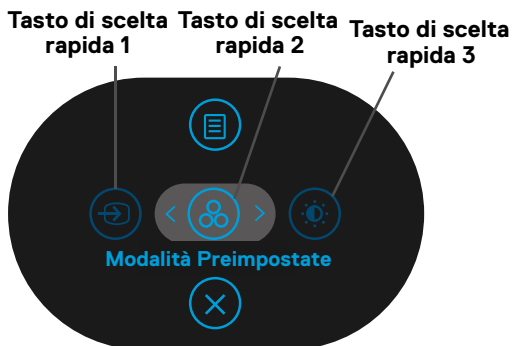 Tasto di scelta
rapida 1
Tasto di scelta
rapida 2
Tasto di scelta
rapida 3
Modalità Preimpostate